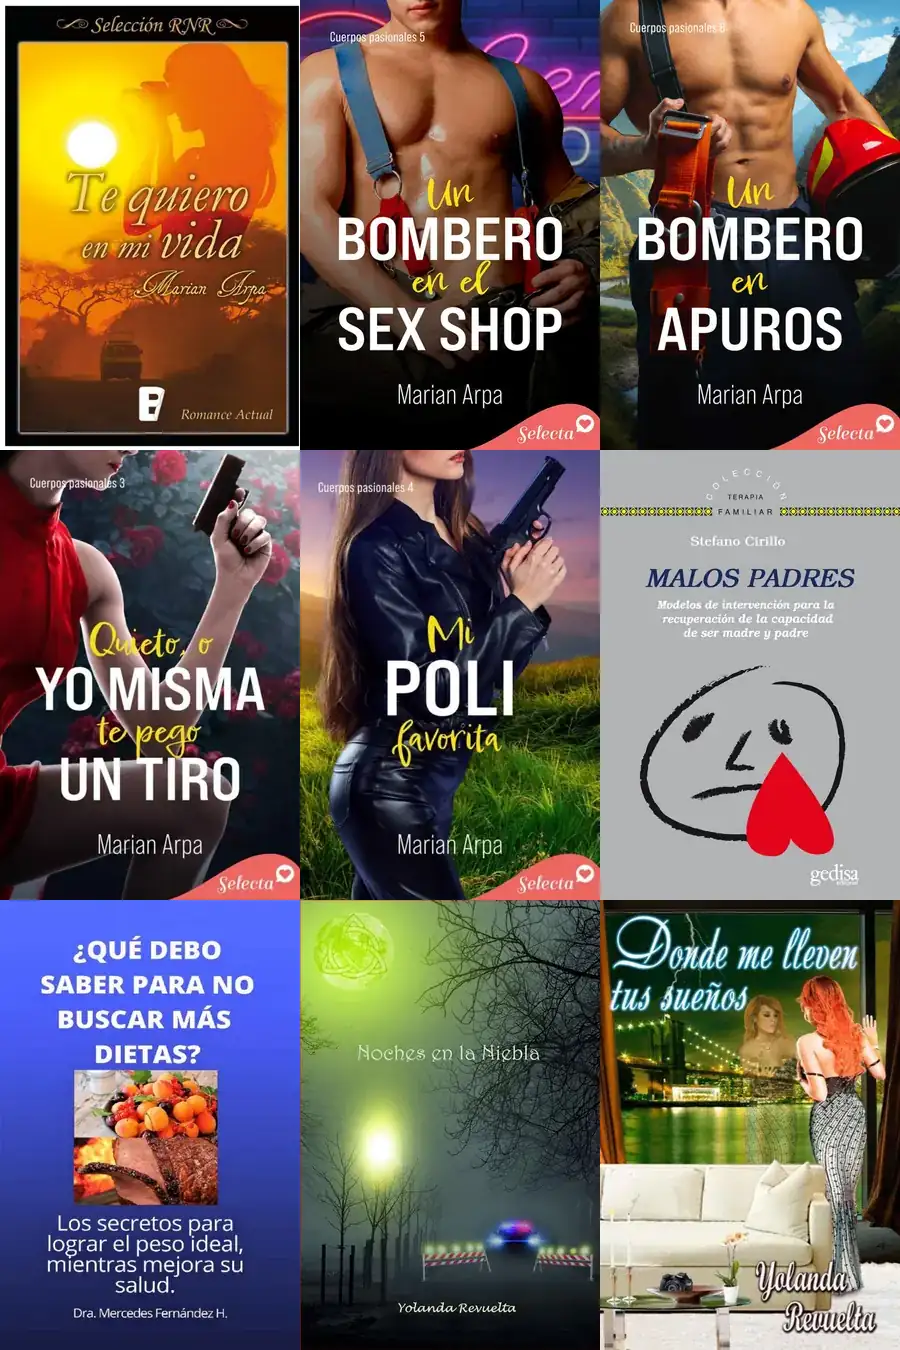 Selección RNR
Te quiero
en mi vida
Marian Arpa
Romance Actual
Cuerpos pasionales 5
Un
BOMBERO
en el
SEX SHOP
Marian Arpa
Selecta
Cuerpos pasionales 6
Un
BOMBERO
en
APUROS
Marian Arpa
Selecta
Cuerpos pasionales 3
Quieto, o
YO MISMA
te pego
UN TIRO
Marian Arpa
Selecta
Cuerpos pasionales 4
Mi
POLI
favorita
Marian Arpa
Selecta
COLECCIÓN
TERAPIA
FAMILIAR
Stefano Cirillo
MALOS PADRES
Modelos de intervención para la
recuperación de la capacidad
de ser madre y padre
gedisa
editorial
¿QUÉ DEBO
SABER PARA NO
BUSCAR MÁS
DIETAS?
Los secretos para
lograr el peso ideal,
mientras mejora su
salud.
Dra. Mercedes Fernández H.
Noches en la Niebla
Yolanda Revuelta
Donde me lleven
tus sueños
Yolanda
Revuelta